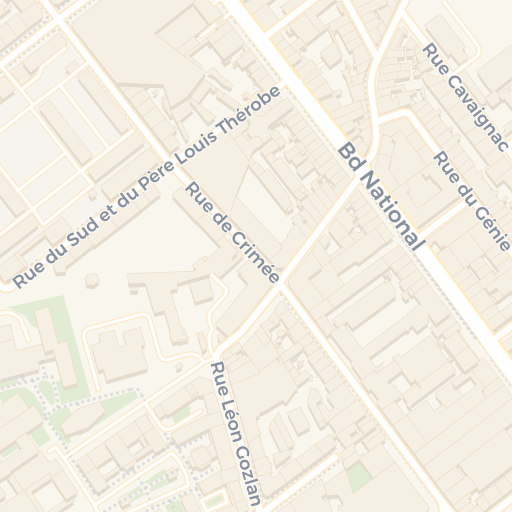 Rue Cavaignac
Rue du Sud et du Père Louis Thérobe
Bd National
Rue du Génie
Rue de Crimée
Rue Léon Gozlan